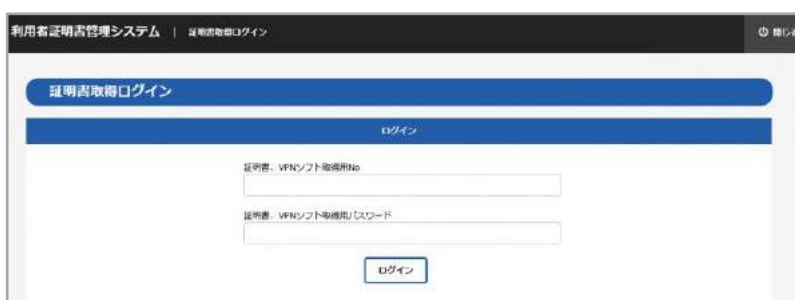 利用者証明書管理システム | 証明書取得ログイン
閉じ
証明書取得ログイン
ログイン
証明書、VPNソフト取得用No
証明書、VPNソフト取得用パスワード
ログイン